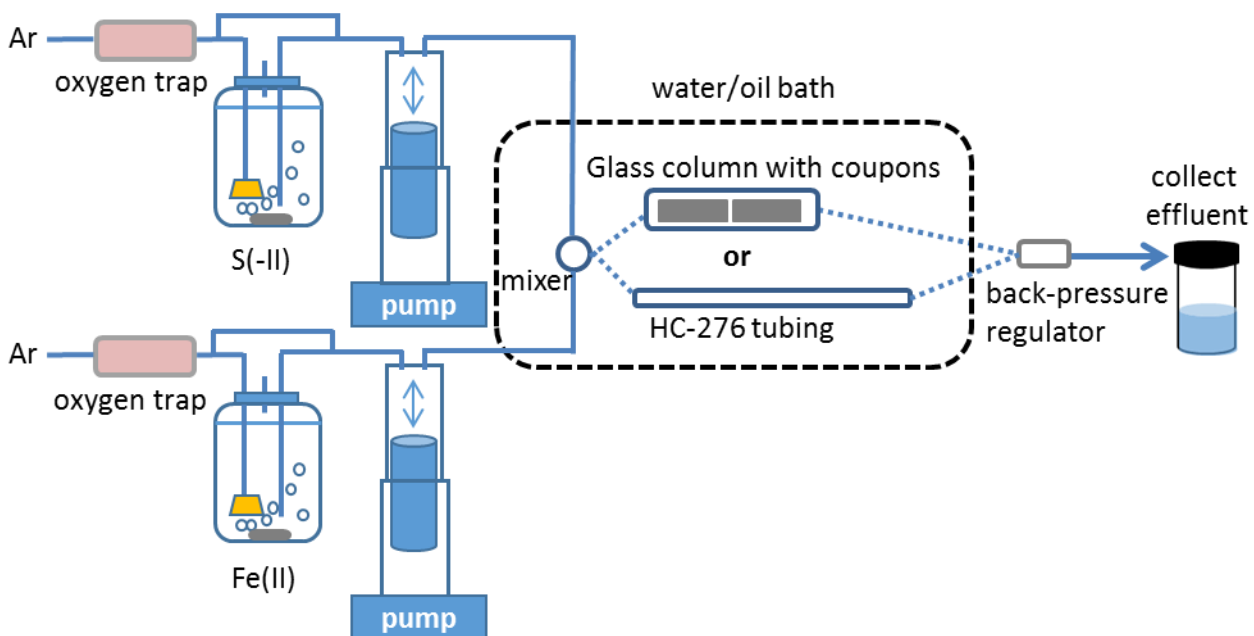 Ar
oxygen trap
S(-II)
pump
water/oil bath
Glass column with coupons
or
mixer
HC-276 tubing
back-pressure
regulator
collect
effluent
Ar
oxygen trap
Fe(II)
pump